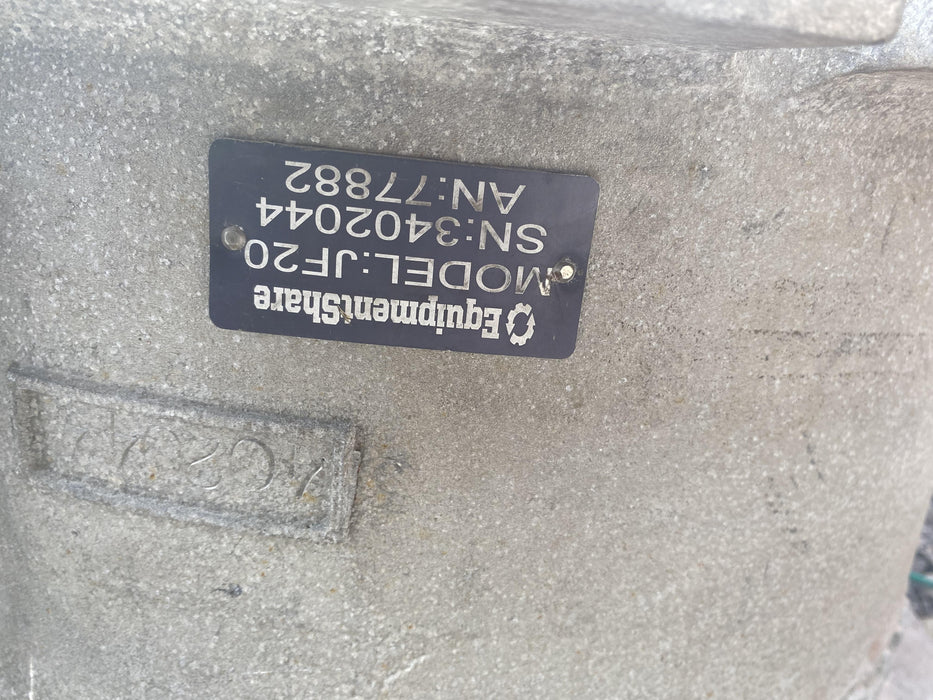 EquipmentShare
MODEL:JF20
SN:3402044
AN:77882